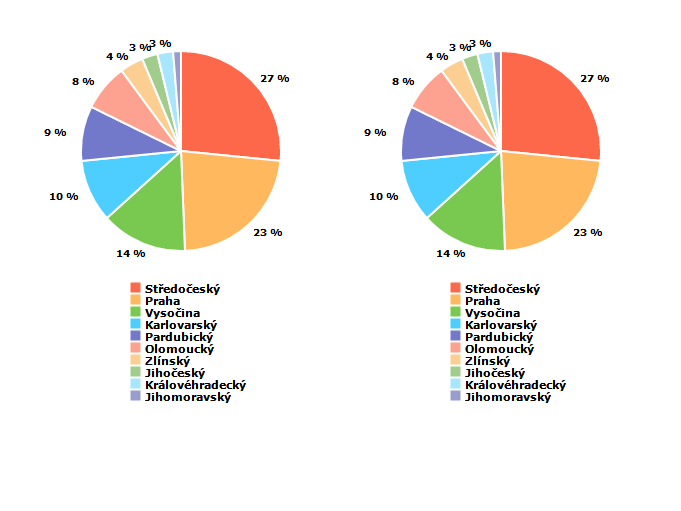 3 %
3 %
4 %
27 %
8 %
9 %
10 %
23 %
14 %
Středočeský
Praha
Vysočina
Karlovarský
Pardubický
Olomoucký
Zlínský
Jihočeský
Královéhradecký
Jihomoravský
3 %
3 %
4 %
27 %
8 %
9 %
10 %
23 %
14 %
Středočeský
Praha
Vysočina
Karlovarský
Pardubický
Olomoucký
Zlínský
Jihočeský
Královéhradecký
Jihomoravský